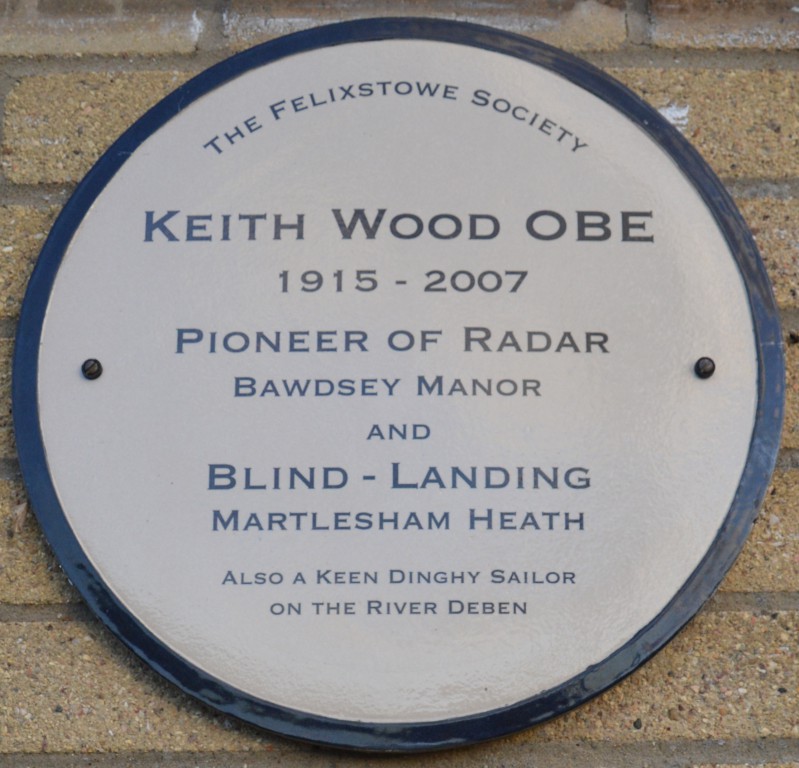 The Felixstowe Society
Keith Wood OBE
1915 - 2007
Pioneer of Radar
Bawdsey Manor
and
Blind - Landing
Martlesham Heath
Also a Keen Dinghy Sailor
on the River Deben